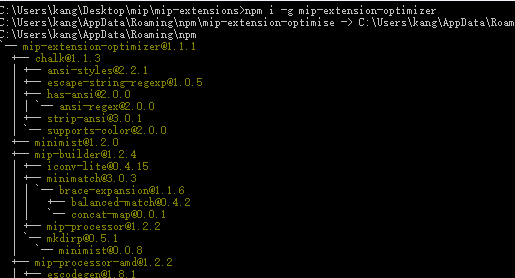 C:\Users\kang\Desktop\mip\mip-extensions>npm i -g mip-extension-optimizer
C:\Users\kang\AppData\Roaming\npm\mip-extension-optimise -> C:\Users\kang\AppData\Roam
C:\Users\kang\AppData\Roaming\npm
`-- mip-extension-optimizer@1.1.1
+-- chalk@1.1.3
| +-- ansi-styles@2.2.1
| +-- escape-string-regexp@1.0.5
| +-- has-ansi@2.0.0
| | `-- ansi-regex@2.0.0
| +-- strip-ansi@3.0.1
| `-- supports-color@2.0.0
+-- minimist@1.2.0
+-- mip-builder@1.2.4
| +-- iconv-lite@0.4.15
| +-- minimatch@3.0.3
| | `-- brace-expansion@1.1.6
| | +-- balanced-match@0.4.2
| | `-- concat-map@0.0.1
| +-- mip-processor@1.2.2
| `-- mkdirp@0.5.1
| `-- minimist@0.0.8
+-- mip-processor-amd@1.2.2
| +-- escodegen@1.8.1